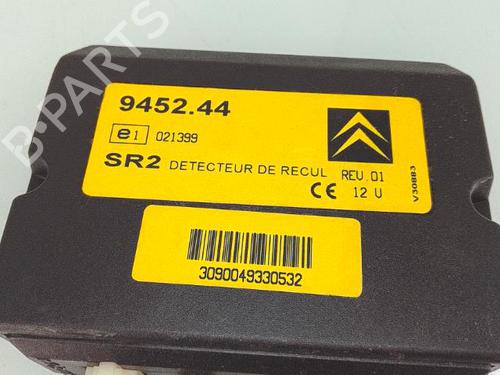 9452.44
e1 021399
SR2 DETECTEUR DE RECUL REV.01
CE 12 V
V30883
3090049330532
B-PARTS